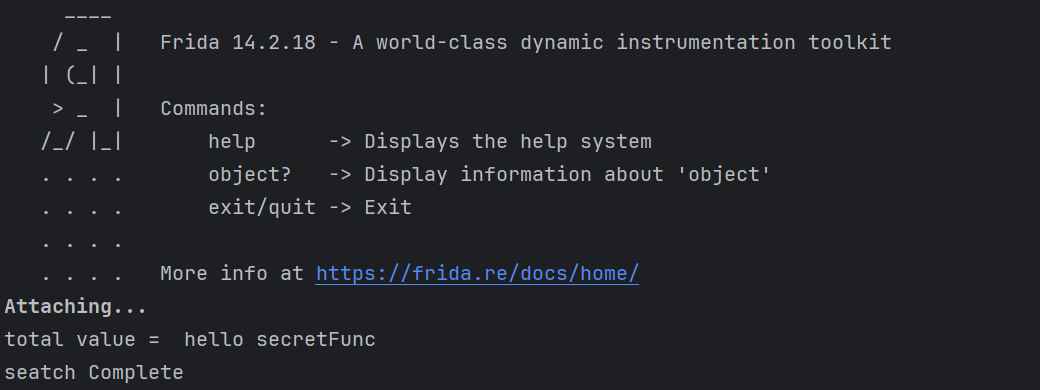 ____
/ _  |   Frida 14.2.18 - A world-class dynamic instrumentation toolkit
| (_| |
> _  |   Commands:
/_/ |_|       help      -> Displays the help system
. . . .       object?   -> Display information about 'object'
. . . .       exit/quit -> Exit
. . . .
. . . .   More info at https://frida.re/docs/home/
Attaching...
total value =  hello secretFunc
seatch Complete